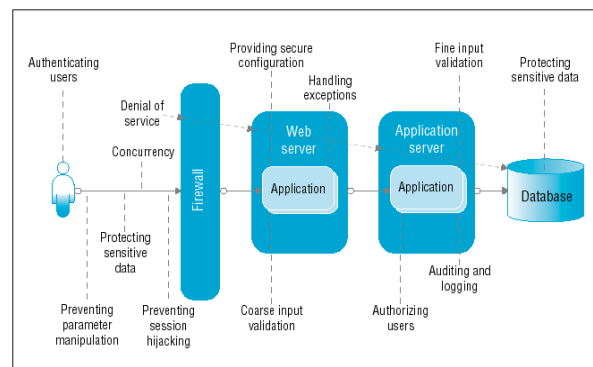 Authenticating
users
Providing secure
configuration
Fine input
validation
Protecting
sensitive data
Handling
exceptions
Denial of
service
Concurrency
Firewall
Web
server
Application
Application
server
Application
Database
Protecting
sensitive
data
Preventing
parameter
manipulation
Preventing
session
hijacking
Coarse input
validation
Authorizing
users
Auditing and
logging